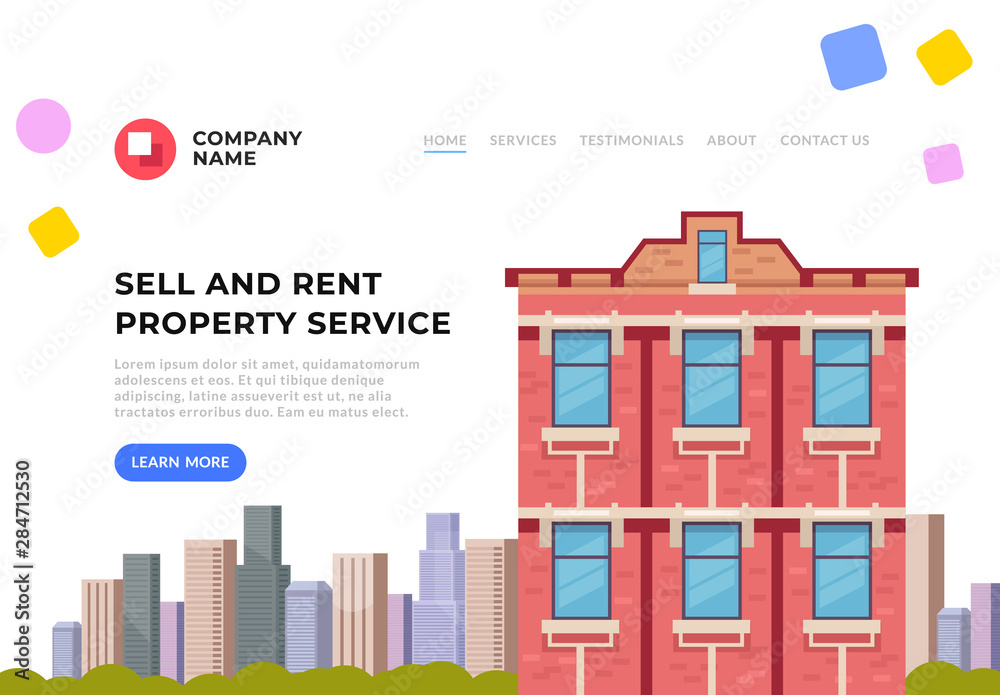 COMPANY
NAME
HOME SERVICES TESTIMONIALS ABOUT CONTACT US
SELL AND RENT
PROPERTY SERVICE
Lorem ipsum dolor sit amet, quidamatomorum
adolescens et eos. Et qui tibique denique
adipiscing, latine assueverit ut, ne alia
tractatos erroribus duo. Eam eu matus elect.
LEARN MORE
Adobe Stock | #284712530